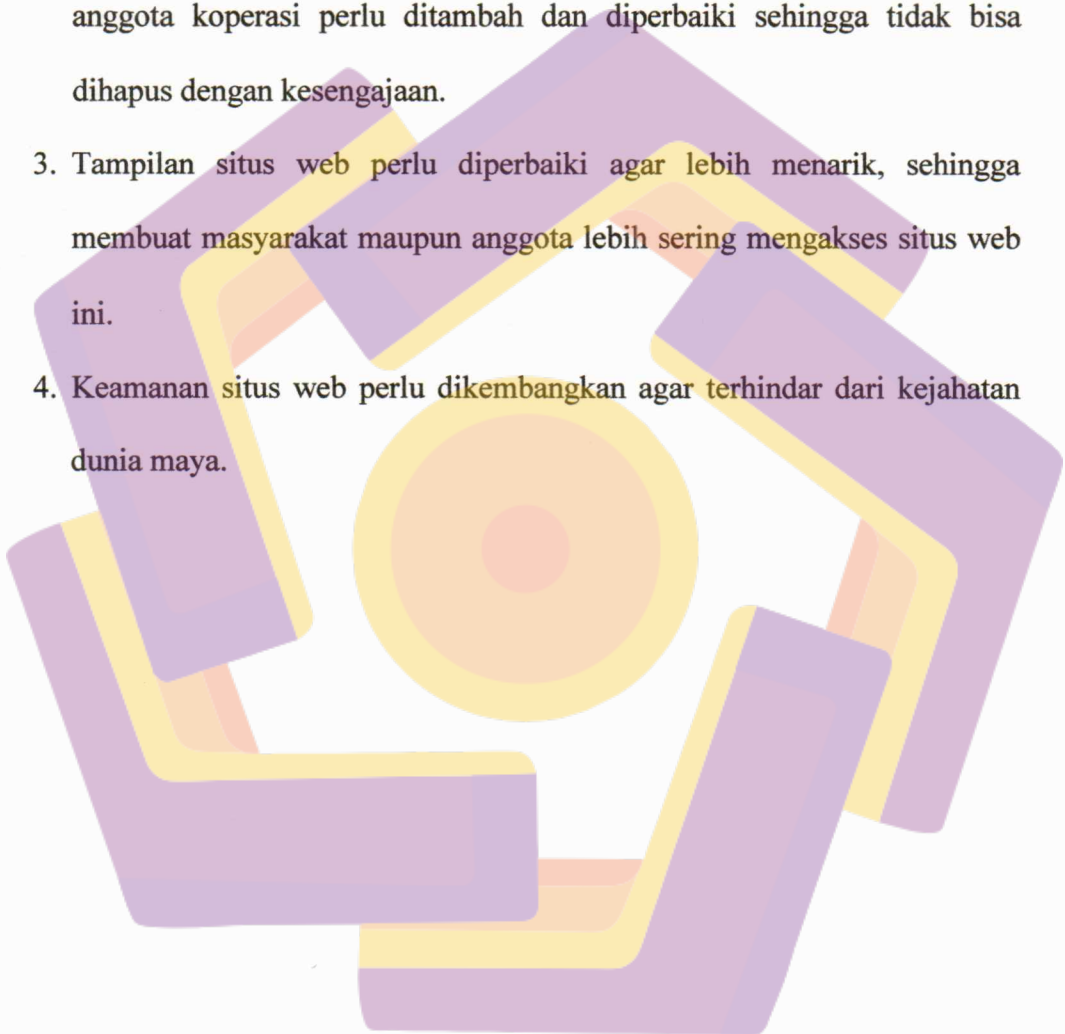 anggota koperasi perlu ditambah dan diperbaiki sehingga tidak bisa
dihapus dengan kesengajaan.
3. Tampilan situs web perlu diperbaiki agar lebih menarik, sehingga
membuat masyarakat maupun anggota lebih sering mengakses situs web
ini.
4. Keamanan situs web perlu dikembangkan agar terhindar dari kejahatan
dunia maya.